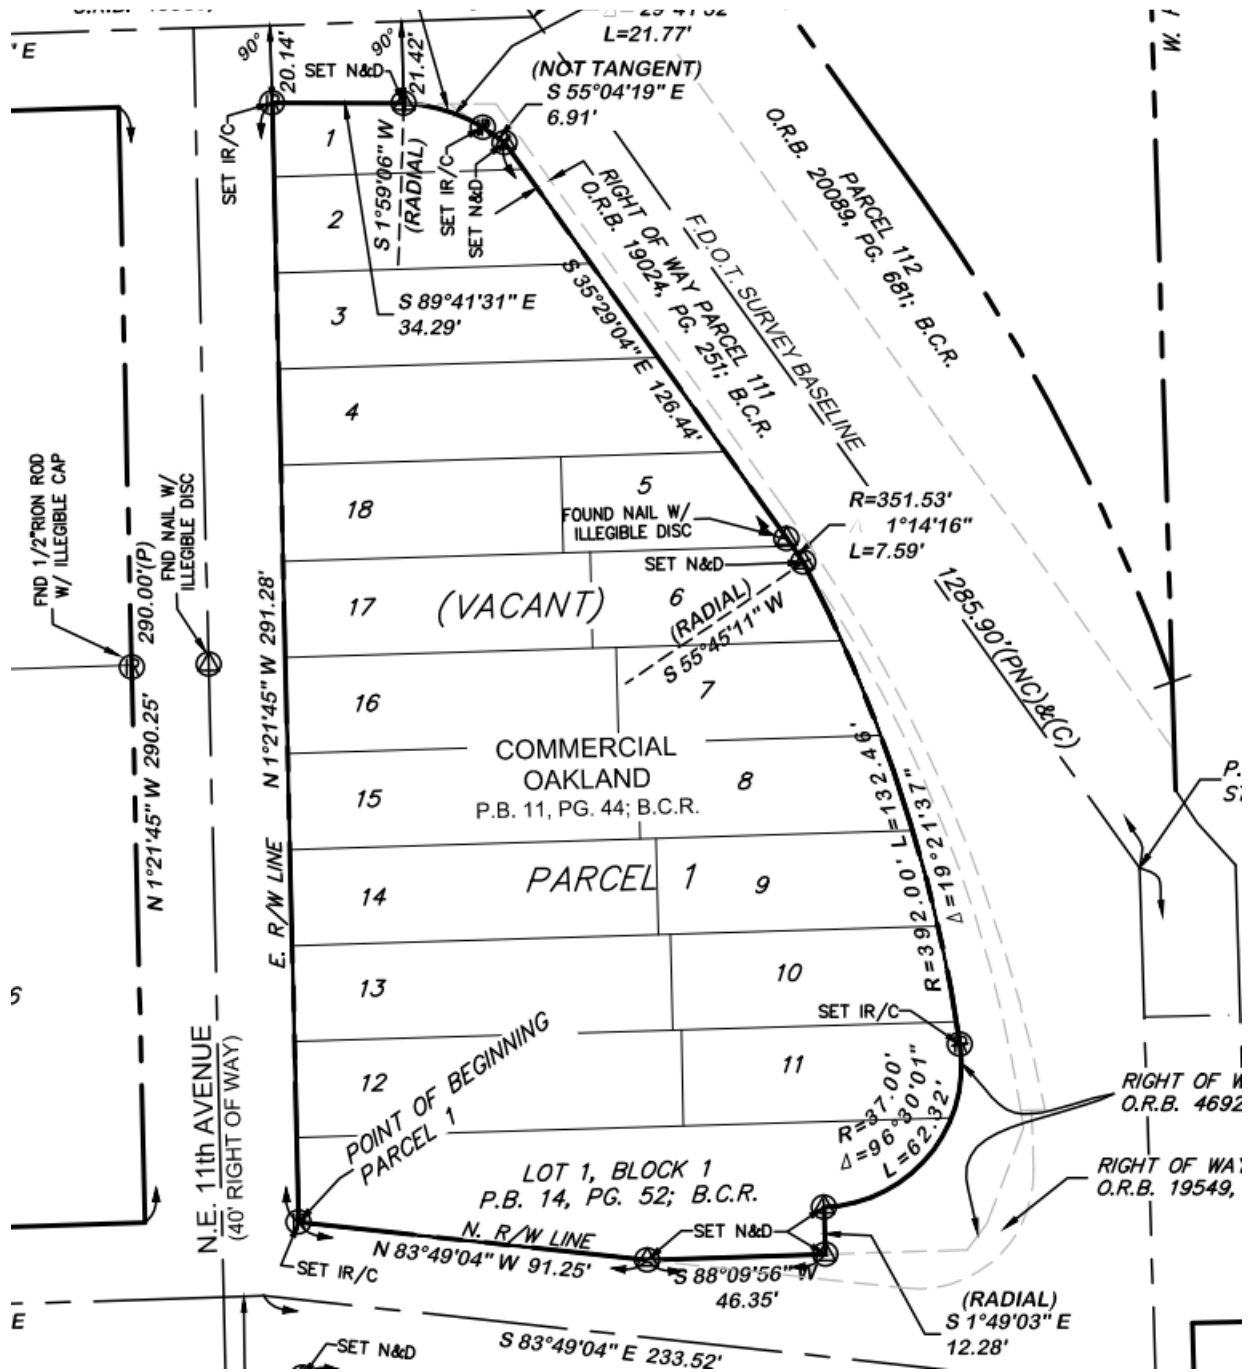 L=21.77'
(NOT TANGENT)
S 55°04'19" E
6.91'
90°
20.14'
90°
21.42'
SET N&D
SET IR/C
S 1°59'06" W
(RADIAL)
SET IR/C
SET N&D
1
2
3
S 89°41'31" E
34.29'
4
S 35°29'04" E 126.44'
RIGHT OF WAY PARCEL 111
O.R.B. 19024, PG. 251; B.C.R.
F.D.O.T. SURVEY BASELINE
PARCEL 112
O.R.B. 20089, PG. 681; B.C.R.
5
18
FOUND NAIL W/
ILLEGIBLE DISC
SET N&D
R=351.53'
1°14'16"
L=7.59'
FND 1/2"RION ROD
W/ ILLEGIBLE CAP
290.00'(P)
FND NAIL W/
ILLEGIBLE DISC
17
(VACANT)
6
(RADIAL)
S 55°45'11" W
1285.90'(PNC)&(C)
N 1°21'45" W 291.28'
N 1°21'45" W 290.25'
16
7
COMMERCIAL
OAKLAND
P.B. 11, PG. 44; B.C.R.
15
8
R=392.00' L=132.46'
Δ=19°21'37"
14
PARCEL 1
9
E. R/W LINE
13
10
SET IR/C
12
11
N.E. 11th AVENUE
(40' RIGHT OF WAY)
POINT OF BEGINNING
PARCEL 1
R=37.00'
Δ=96°30'01"
L=62.32'
RIGHT OF W
O.R.B. 4692
RIGHT OF WAY
O.R.B. 19549,
LOT 1, BLOCK 1
P.B. 14, PG. 52; B.C.R.
N. R/W LINE
N 83°49'04" W 91.25'
SET N&D
SET IR/C
S 88°09'56" W
46.35'
(RADIAL)
S 1°49'03" E
12.28'
S 83°49'04" E 233.52'
SET N&D
E